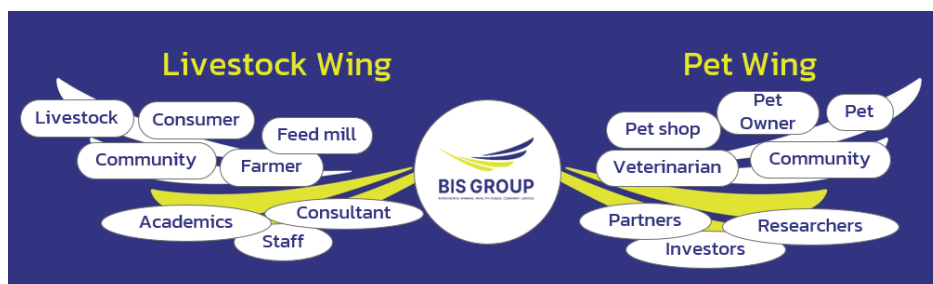 Livestock Wing
Pet Wing
Livestock
Consumer
Feed mill
Community
Farmer
Academics
Consultant
Staff
BIS GROUP
Pet shop
Pet
Owner
Pet
Veterinarian
Community
Partners
Researchers
Investors